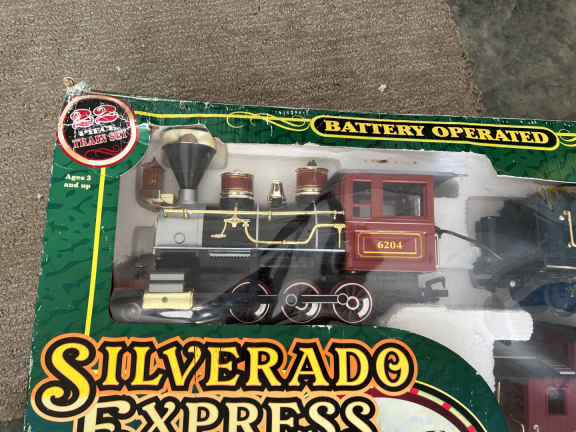 22
PIECE
TRAIN SET
BATTERY OPERATED
Ages 3
and up
6204
SILVERADO
EXPRESS